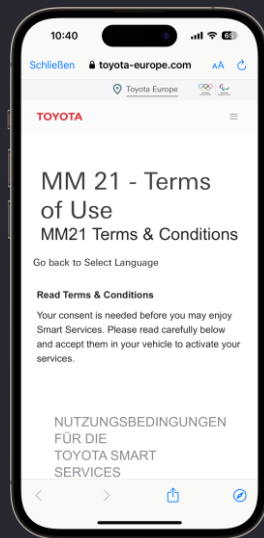 10:40
Schließen toyota-europe.com AA
Toyota Europe
TOYOTA
MM 21 - Terms
of Use
MM21 Terms & Conditions
Go back to Select Language
Read Terms & Conditions
Your consent is needed before you may enjoy
Smart Services. Please read carefully below
and accept them in your vehicle to activate your
services.
NUTZUNGSBEDINGUNGEN
FÜR DIE
TOYOTA SMART
SERVICES